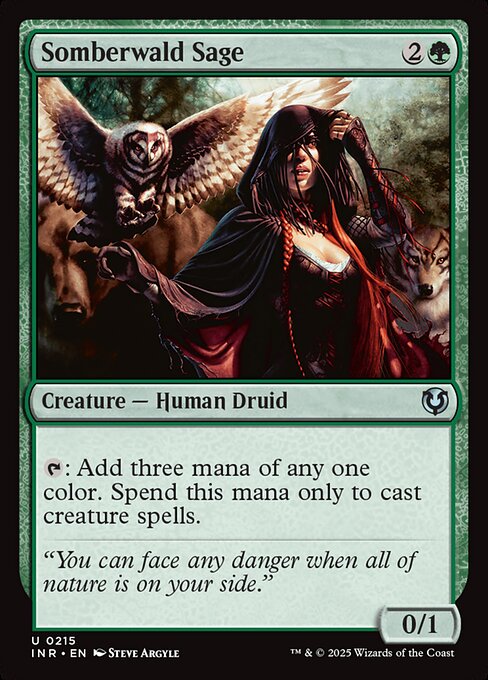 Somberwald Sage 2
Creature — Human Druid
: Add three mana of any one
color. Spend this mana only to cast
creature spells.
“You can face any danger when all of
nature is on your side.”
0/1
U 0215
INR • EN Steve Argyle ™ & © 2025 Wizards of the Coast